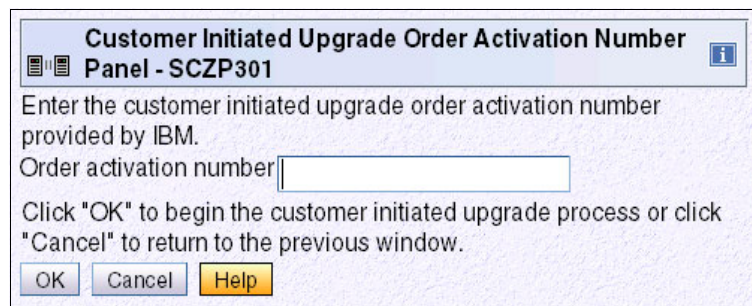 Customer Initiated Upgrade Order Activation Number
Panel - SCZP301
i
Enter the customer initiated upgrade order activation number
provided by IBM.
Order activation number
Click "OK" to begin the customer initiated upgrade process or click
"Cancel" to return to the previous window.
OK Cancel Help